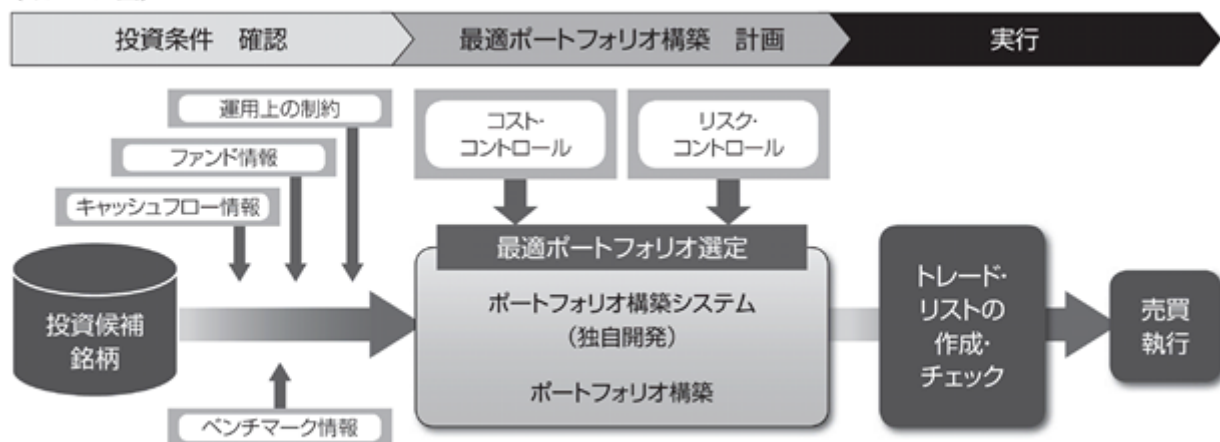 投資条件　確認
最適ポートフォリオ構築　計画
実行
運用上の制約
ファンド情報
キャッシュフロー情報
コスト・
コントロール
リスク・
コントロール
投資候補
銘柄
最適ポートフォリオ選定
ポートフォリオ構築システム
（独自開発）
ポートフォリオ構築
トレード・
リストの
作成・
チェック
売買
執行
ベンチマーク情報